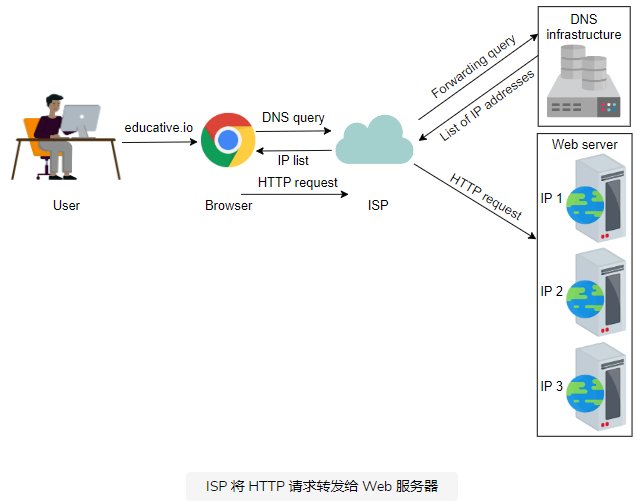 DNS
infrastructure
Forwarding query
List of IP addresses
educative.io
DNS query
IP list
HTTP request
User
Browser
ISP
HTTP request
Web server
IP 1
IP 2
IP 3
ISP 将 HTTP 请求转发给 Web 服务器